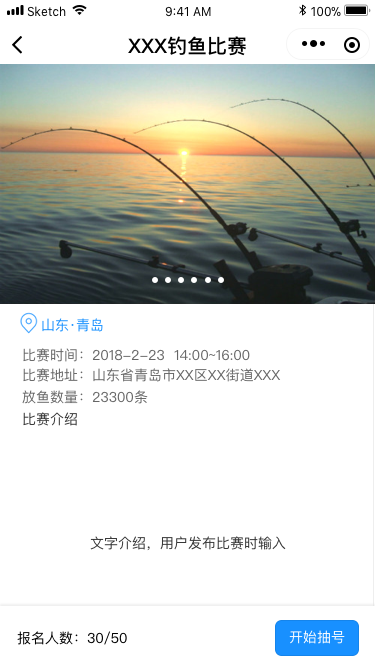 Sketch 9:41 AM 100%
XXX钓鱼比赛
山东·青岛
比赛时间：2018-2-23 14:00~16:00
比赛地址：山东省青岛市XX区XX街道XXX
放鱼数量：23300条
比赛介绍
文字介绍，用户发布比赛时输入
报名人数：30/50 开始抽号